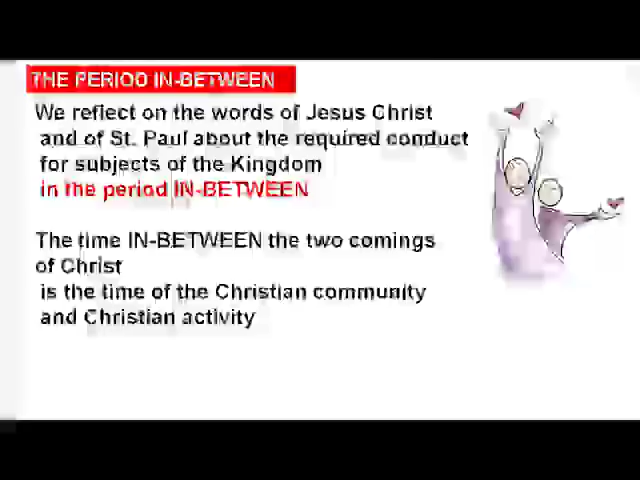 THE PERIOD IN-BETWEEN
We reflect on the words of Jesus Christ
and of St. Paul about the required conduct
for subjects of the Kingdom
in the period IN-BETWEEN
The time IN-BETWEEN the two comings
of Christ
is the time of the Christian community
and Christian activity